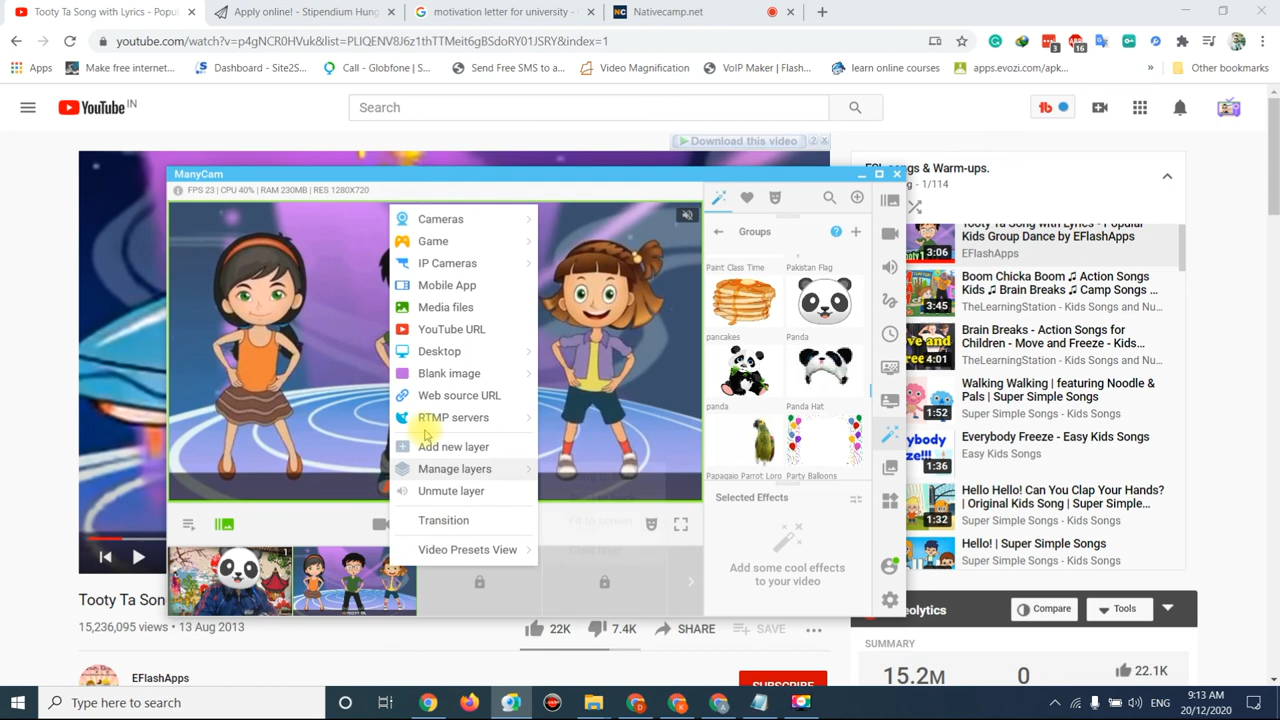 Tooty Ta Song with Lyrics - Popul
Apply online - Stipendium Hung
motivation letter for university -
Nativecamp.net
youtube.com/watch?v=p4gNCR0HVuk&list=PLlQFNV8J6z1thTTMeit6gBSdoRY01JSRY&index=1
3
16
Apps
Make free internet...
Dashboard - Site2S...
Call - Globfone | S...
Send Free SMS to a...
Video Magnification
VoIP Maker | Flash...
learn online courses
apps.evozi.com/apk...
»
Other bookmarks
YouTube IN
Search
Download this video
?
X
ManyCam
FPS 23 | CPU 40% | RAM 230MB | RES 1280X720
Cameras
Game
IP Cameras
Mobile App
Media files
YouTube URL
Desktop
Blank image
Web source URL
RTMP servers
Add new layer
Manage layers
Unmute layer
Transition
Video Presets View
Fit to screen
Groups
Paint Class Time
Pakistan Flag
pancakes
Panda
panda
Panda Hat
Papagaio Parrot Loro
Party Balloons
Selected Effects
Add some cool effects
to your video
songs & Warm-ups.
- 1/114
Tooty Ta Song with Lyrics - Popular
Kids Group Dance by EFlashApps
EFlashApps
3:06
Boom Chicka Boom ♫ Action Songs
Kids ♫ Brain Breaks ♫ Camp Songs ...
TheLearningStation - Kids Songs and Nu...
3:45
Brain Breaks - Action Songs for
Children - Move and Freeze - Kids...
TheLearningStation - Kids Songs and Nu...
4:01
Walking Walking | featuring Noodle &
Pals | Super Simple Songs
Super Simple Songs - Kids Songs
1:52
Everybody Freeze - Easy Kids Songs
Easy Kids Songs
1:36
Hello Hello! Can You Clap Your Hands?
| Original Kids Song | Super Simple...
Super Simple Songs - Kids Songs
1:32
Hello! | Super Simple Songs
Super Simple Songs - Kids Songs
Tooty Ta Son
15,236,095 views • 13 Aug 2013
22K
7.4K
SHARE
SAVE
EFlashApps
SUBSCRIBE
eolytics
Compare
Tools
SUMMARY
15.2M
0
22.1K
Type here to search
ENG
9:13 AM
20/12/2020